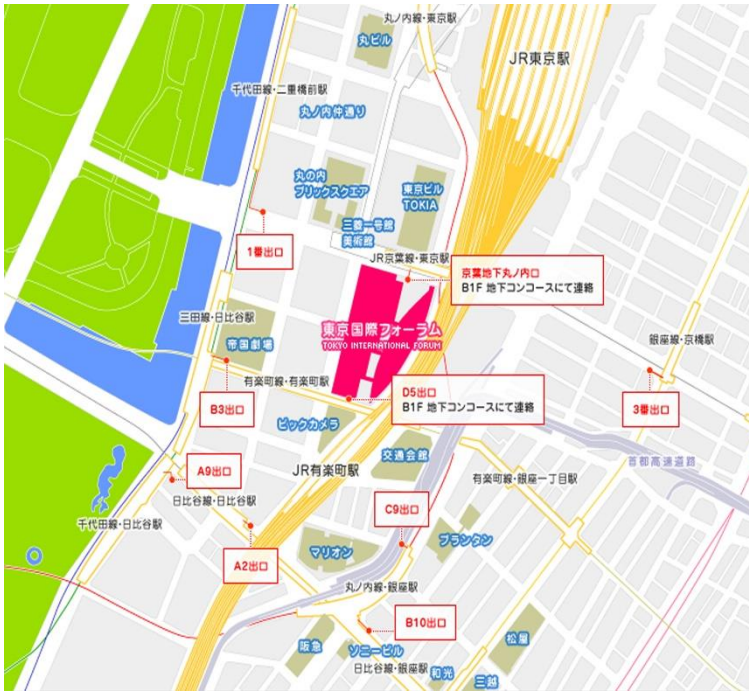 丸ノ内線・東京駅
丸ビル
JR東京駅
千代田線・二重橋前駅
丸ノ内仲通り
丸の内
ブリックスクエア
東京ビル
TOKIA
三菱一号館
美術館
1番出口
JR京葉線・東京駅
京葉地下丸ノ内口
B1F 地下コンコースにて連絡
三田線・日比谷駅
帝国劇場
東京国際フォーラム
TOKYO INTERNATIONAL FORUM
銀座線・京橋駅
有楽町線・有楽町駅
D5出口
B1F 地下コンコースにて連絡
B3出口
3番出口
ビックカメラ
交通会館
首都高速道路
A9出口
JR有楽町駅
有楽町線・銀座一丁目駅
日比谷線・日比谷駅
C9出口
千代田線・日比谷駅
プランタン
マリオン
A2出口
丸ノ内線・銀座駅
B10出口
阪急
ソニービル
松屋
日比谷線・銀座駅
和光
三越